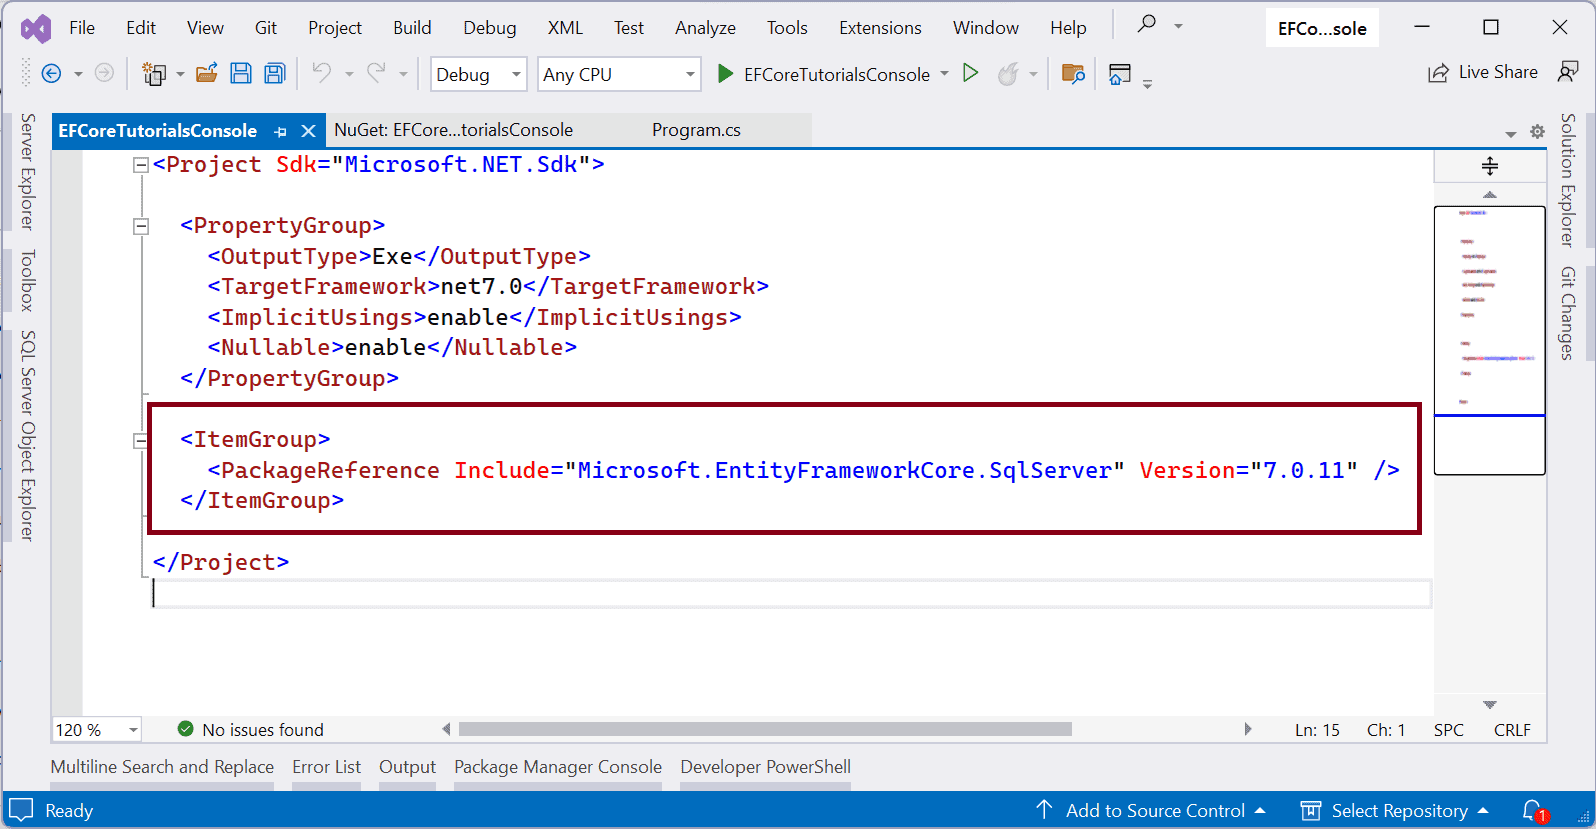 File Edit View Git Project Build Debug XML Test Analyze Tools Extensions Window Help EFCo...sole
Debug Any CPU EFCoreTutorialsConsole Live Share
Server Explorer
Toolbox
SQL Server Object Explorer
EFCoreTutorialsConsole NuGet: EFCore...torialsConsole Program.cs
<Project Sdk="Microsoft.NET.Sdk">
<PropertyGroup>
<OutputType>Exe</OutputType>
<TargetFramework>net7.0</TargetFramework>
<ImplicitUsings>enable</ImplicitUsings>
<Nullable>enable</Nullable>
</PropertyGroup>
<ItemGroup>
<PackageReference Include="Microsoft.EntityFrameworkCore.SqlServer" Version="7.0.11" />
</ItemGroup>
</Project>
Solution Explorer
Git Changes
120 % No issues found Ln: 15 Ch: 1 SPC CRLF
Multiline Search and Replace Error List Output Package Manager Console Developer PowerShell
Ready Add to Source Control Select Repository 1